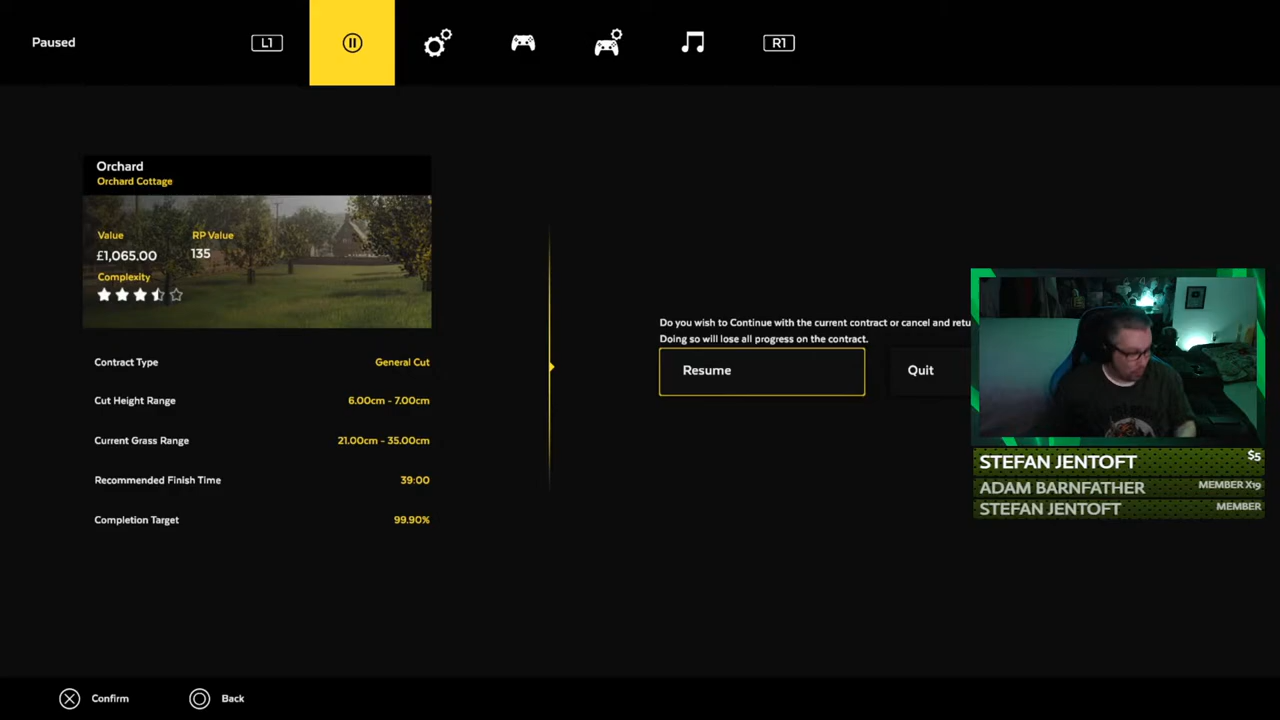 Paused
L1
R1
Orchard
Orchard Cottage
Value
RP Value
£1,065.00
135
Complexity
Contract Type
General Cut
Cut Height Range
6.00cm - 7.00cm
Current Grass Range
21.00cm - 35.00cm
Recommended Finish Time
39:00
Completion Target
99.90%
Do you wish to Continue with the current contract or cancel and retu
Doing so will lose all progress on the contract.
Resume
Quit
STEFAN JENTOFT
$5
ADAM BARNFATHER
MEMBER X19
STEFAN JENTOFT
MEMBER
Confirm
Back